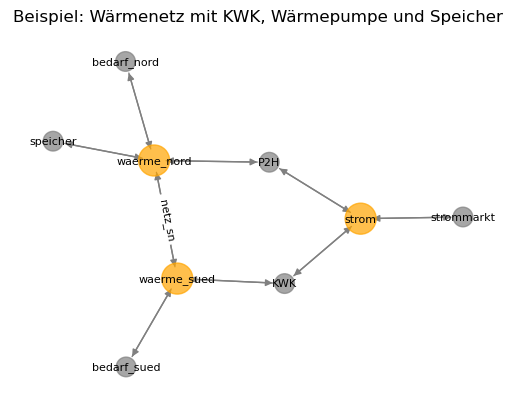 Beispiel: Wärmenetz mit KWK, Wärmepumpe und Speicher
bedarf_nord
speicher
waerme_nord
P2H
netz_sn
strom
strommarkt
waerme_sued
KWK
bedarf_sued